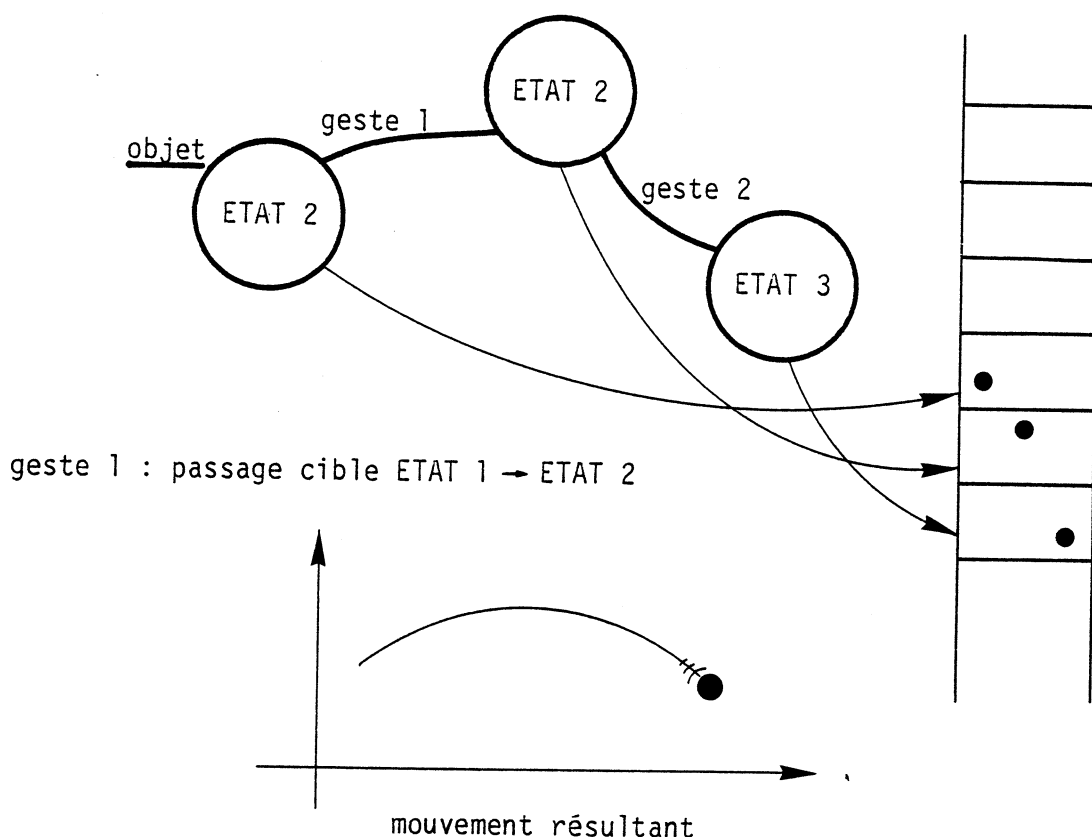 ETAT 2
geste 1
objet
geste 2
ETAT 2
ETAT 3
geste 1 : passage cible ETAT 1 → ETAT 2
mouvement résultant